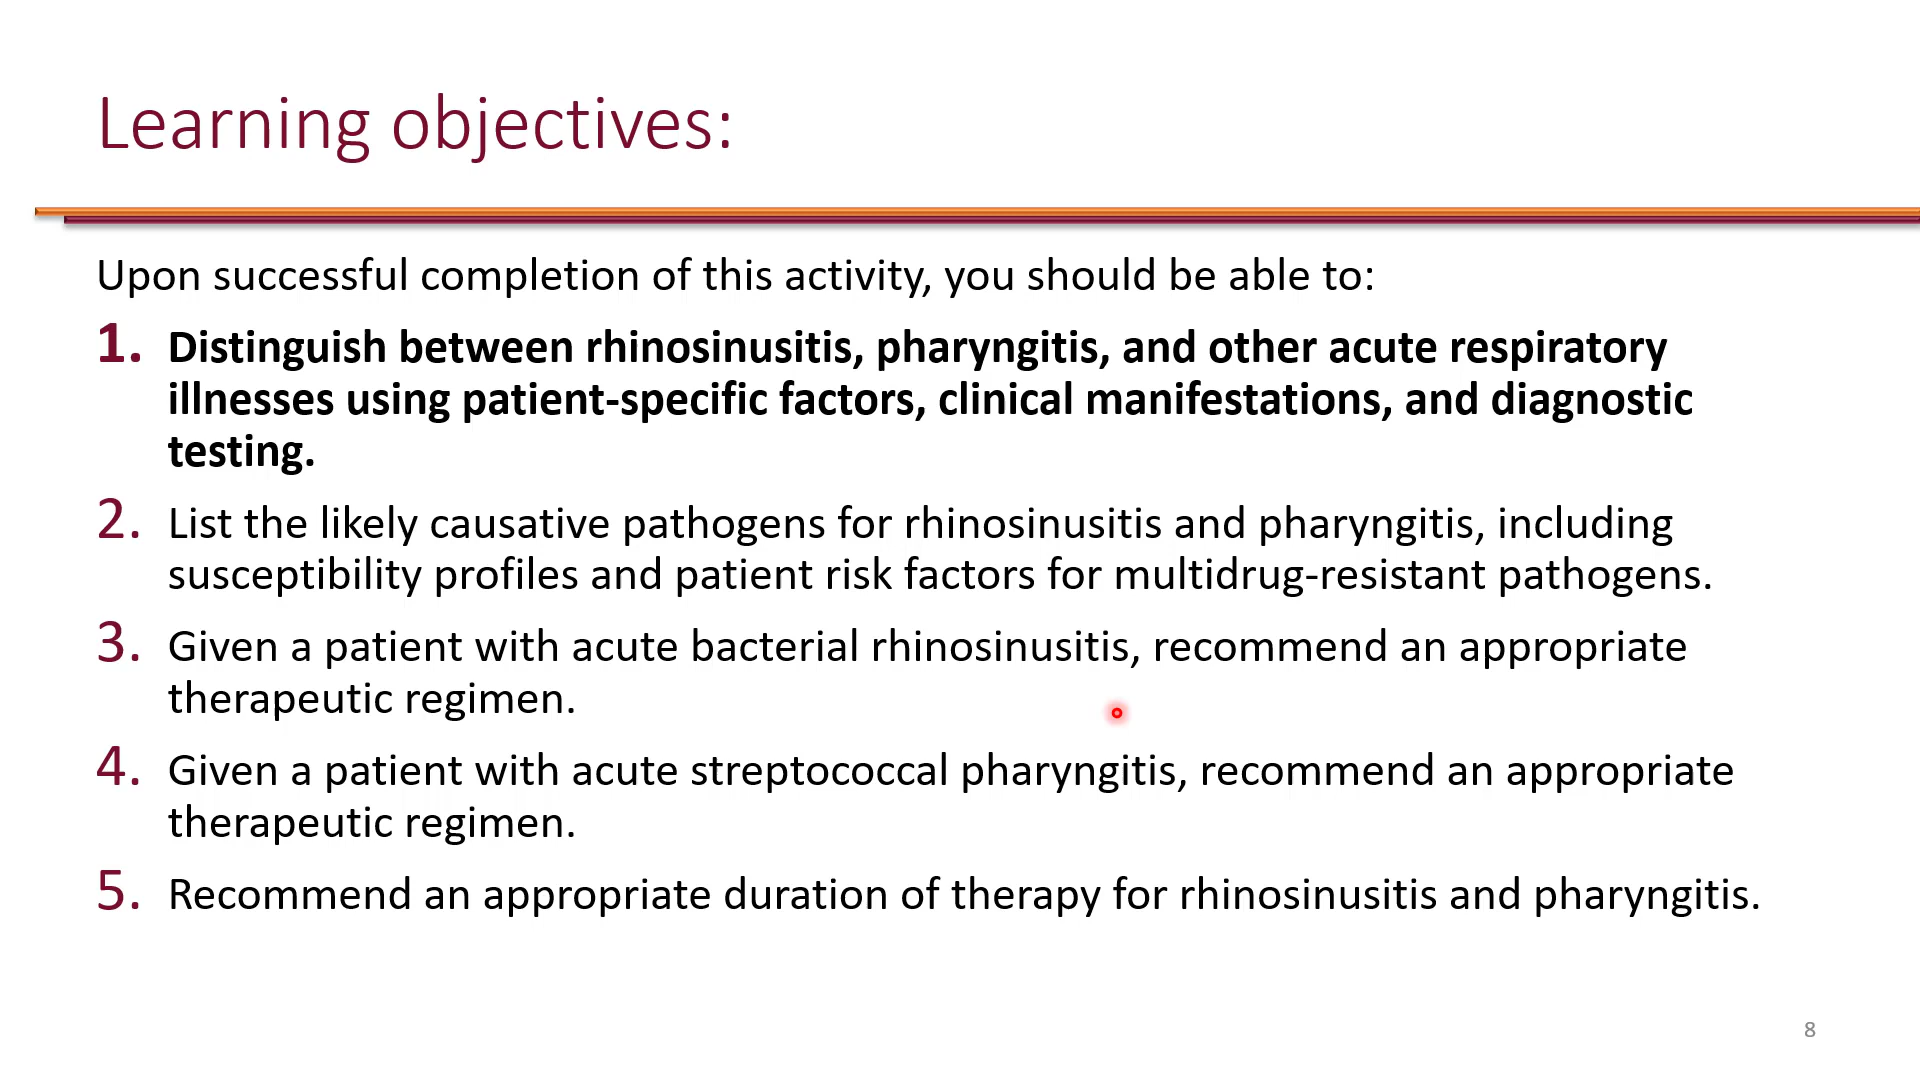 Learning objectives:
Upon successful completion of this activity, you should be able to:
1. Distinguish between rhinosinusitis, pharyngitis, and other acute respiratory
illnesses using patient-specific factors, clinical manifestations, and diagnostic
testing.
2. List the likely causative pathogens for rhinosinusitis and pharyngitis, including
susceptibility profiles and patient risk factors for multidrug-resistant pathogens.
3. Given a patient with acute bacterial rhinosinusitis, recommend an appropriate
therapeutic regimen.
4. Given a patient with acute streptococcal pharyngitis, recommend an appropriate
therapeutic regimen.
5. Recommend an appropriate duration of therapy for rhinosinusitis and pharyngitis.
8